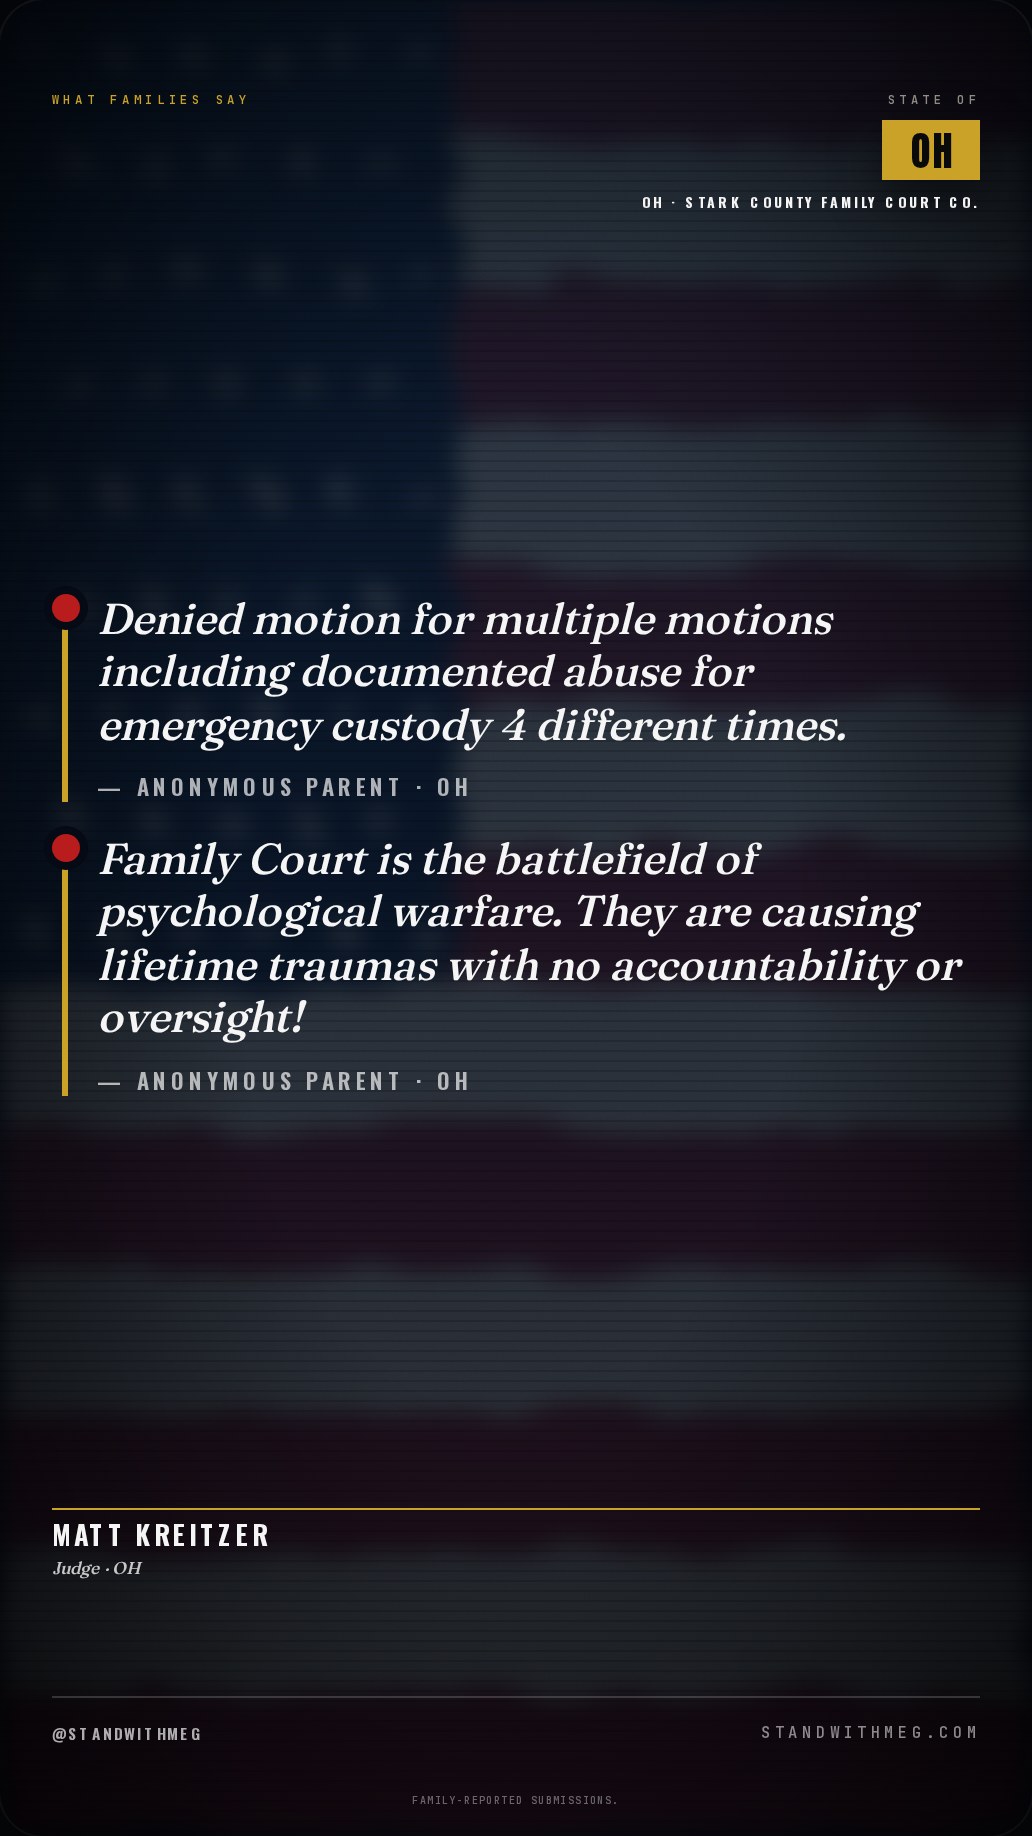 WHAT FAMILIES SAY
STATE OF
OH
OH · STARK COUNTY FAMILY COURT CO.
Denied motion for multiple motions
including documented abuse for
emergency custody 4 different times.
— ANONYMOUS PARENT · OH
Family Court is the battlefield of
psychological warfare. They are causing
lifetime traumas with no accountability or
oversight!
— ANONYMOUS PARENT · OH
MATT KREITZER
Judge · OH
@STANDWITHMEG
STANDWITHMEG.COM
FAMILY-REPORTED SUBMISSIONS.